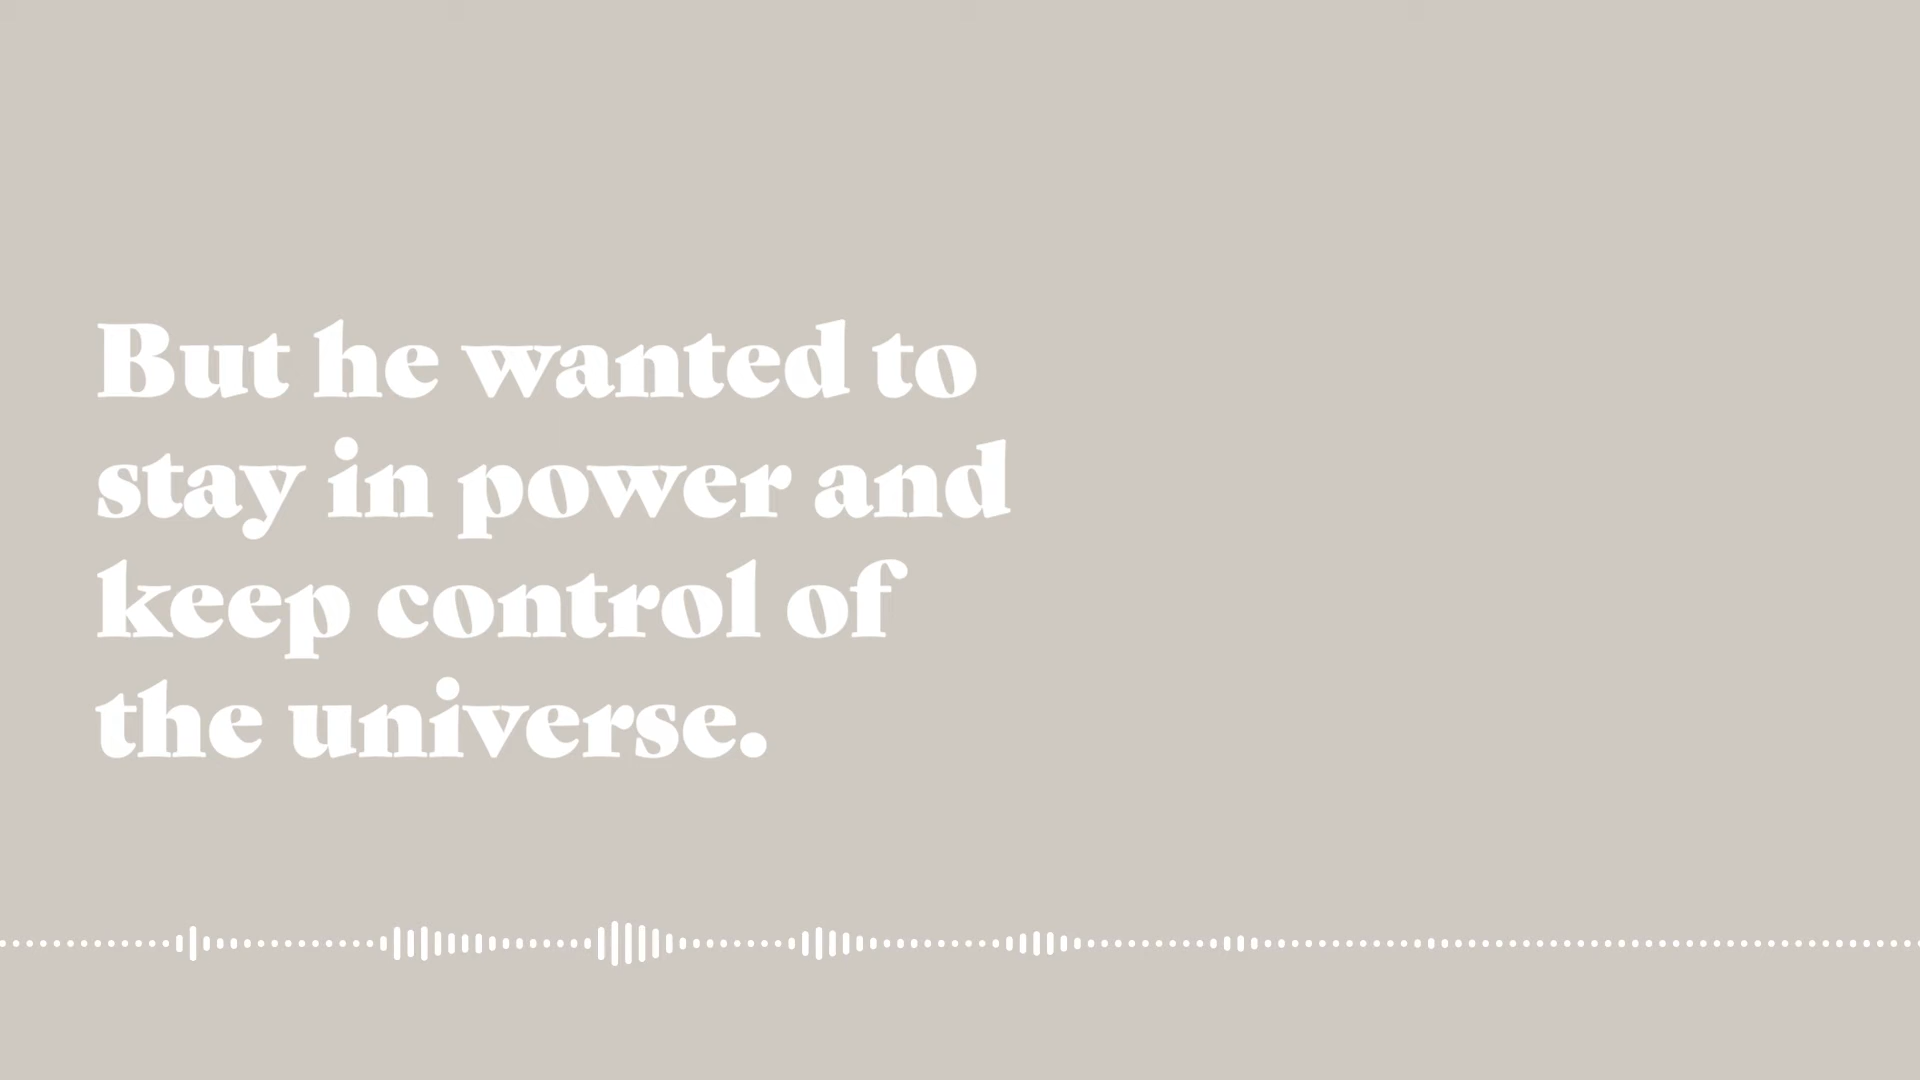 But he wanted to
stay in power and
keep control of
the universe.